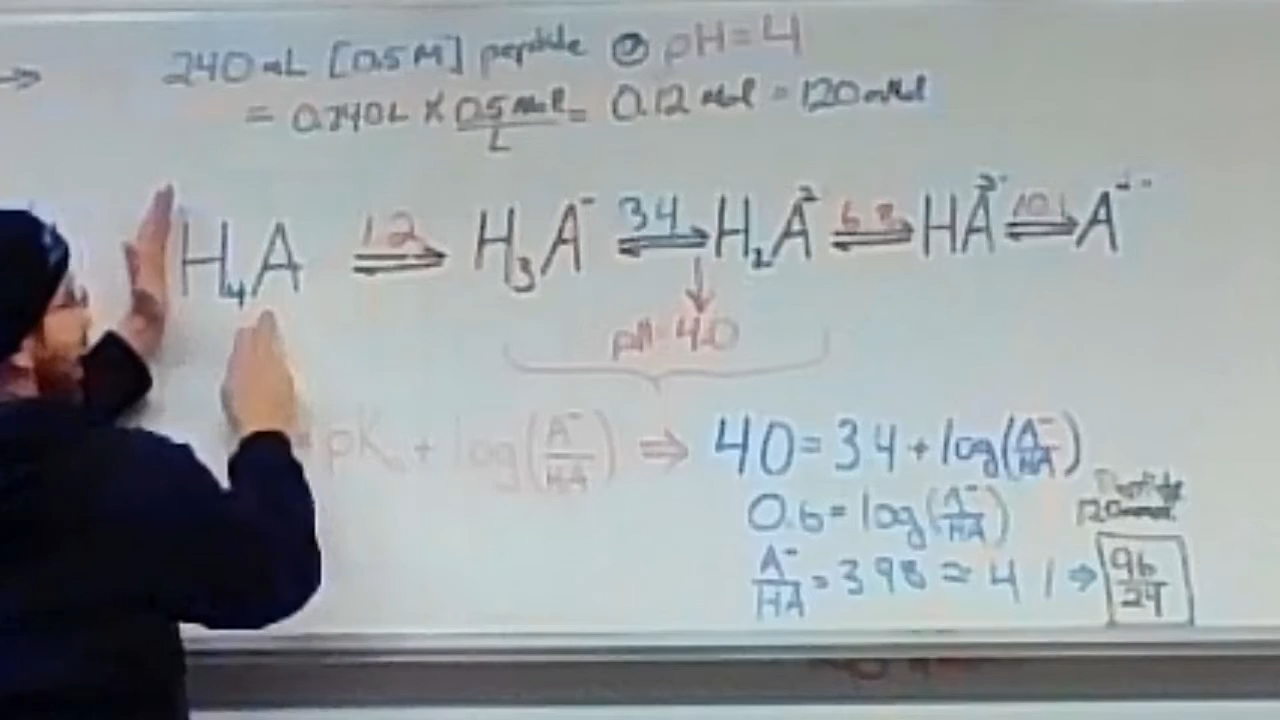 → 240 mL [0.5 M] peptide @ pH = 4
= 0.240L × 0.5 mol/L = 0.12 mol = 120 mmol
H₄A ⇌ 1.2 H₃A⁻ ⇌ 3.4 H₂A²⁻ ⇌ 6.8 HA³⁻ ⇌ 10.1 A⁴⁻
pH = 4.0
pKa + log(A⁻/HA) ⇒ 4.0 = 3.4 + log(A⁻/HA)
0.6 = log(A⁻/HA)
Peptide
120 mmol
A⁻/HA = 3.98 ≈ 4 / 1 ⇒ 96/24